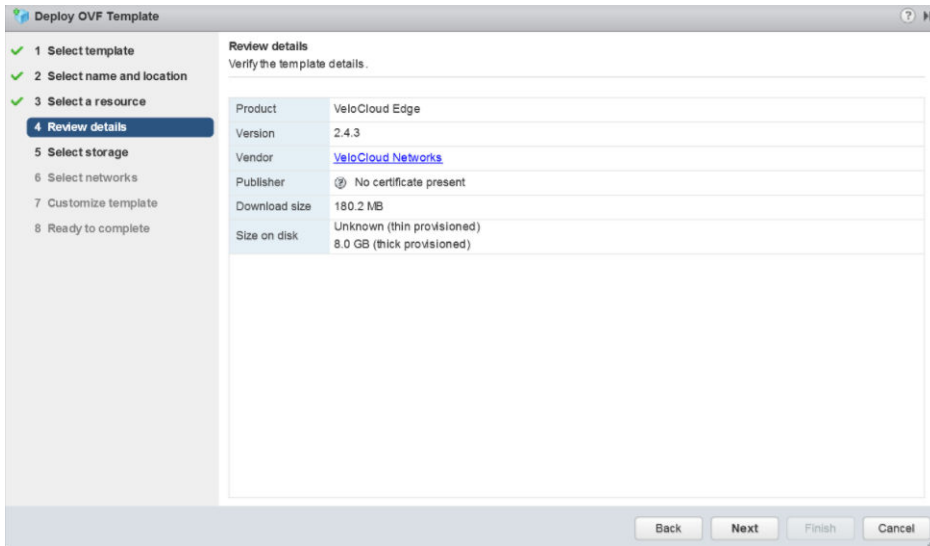 Deploy OVF Template
1 Select template
2 Select name and location
3 Select a resource
4 Review details
5 Select storage
6 Select networks
7 Customize template
8 Ready to complete
Review details
Verify the template details.
Product VeloCloud Edge
Version 2.4.3
Vendor VeloCloud Networks
Publisher No certificate present
Download size 180.2 MB
Size on disk Unknown (thin provisioned)
8.0 GB (thick provisioned)
Back Next Finish Cancel